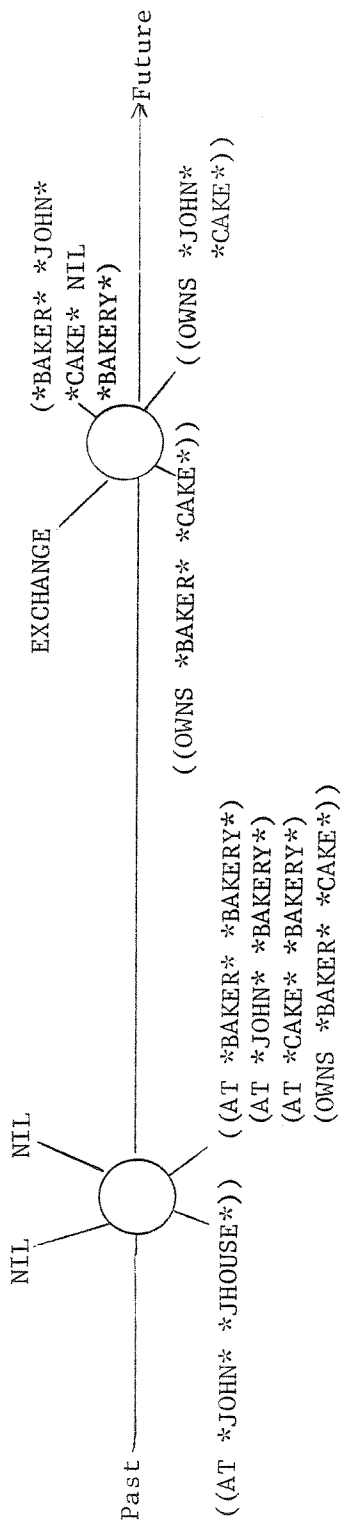 Past
NIL
NIL
((AT *JOHN* *JHOUSE*))
((AT *BAKER* *BAKERY*)
(AT *JOHN* *BAKERY*)
(AT *CAKE* *BAKERY*)
(OWNS *BAKER* *CAKE*))
EXCHANGE
(*BAKER* *JOHN*
*CAKE* NIL
*BAKERY*)
((OWNS *BAKER* *CAKE*))
((OWNS *JOHN*
*CAKE*))
Future